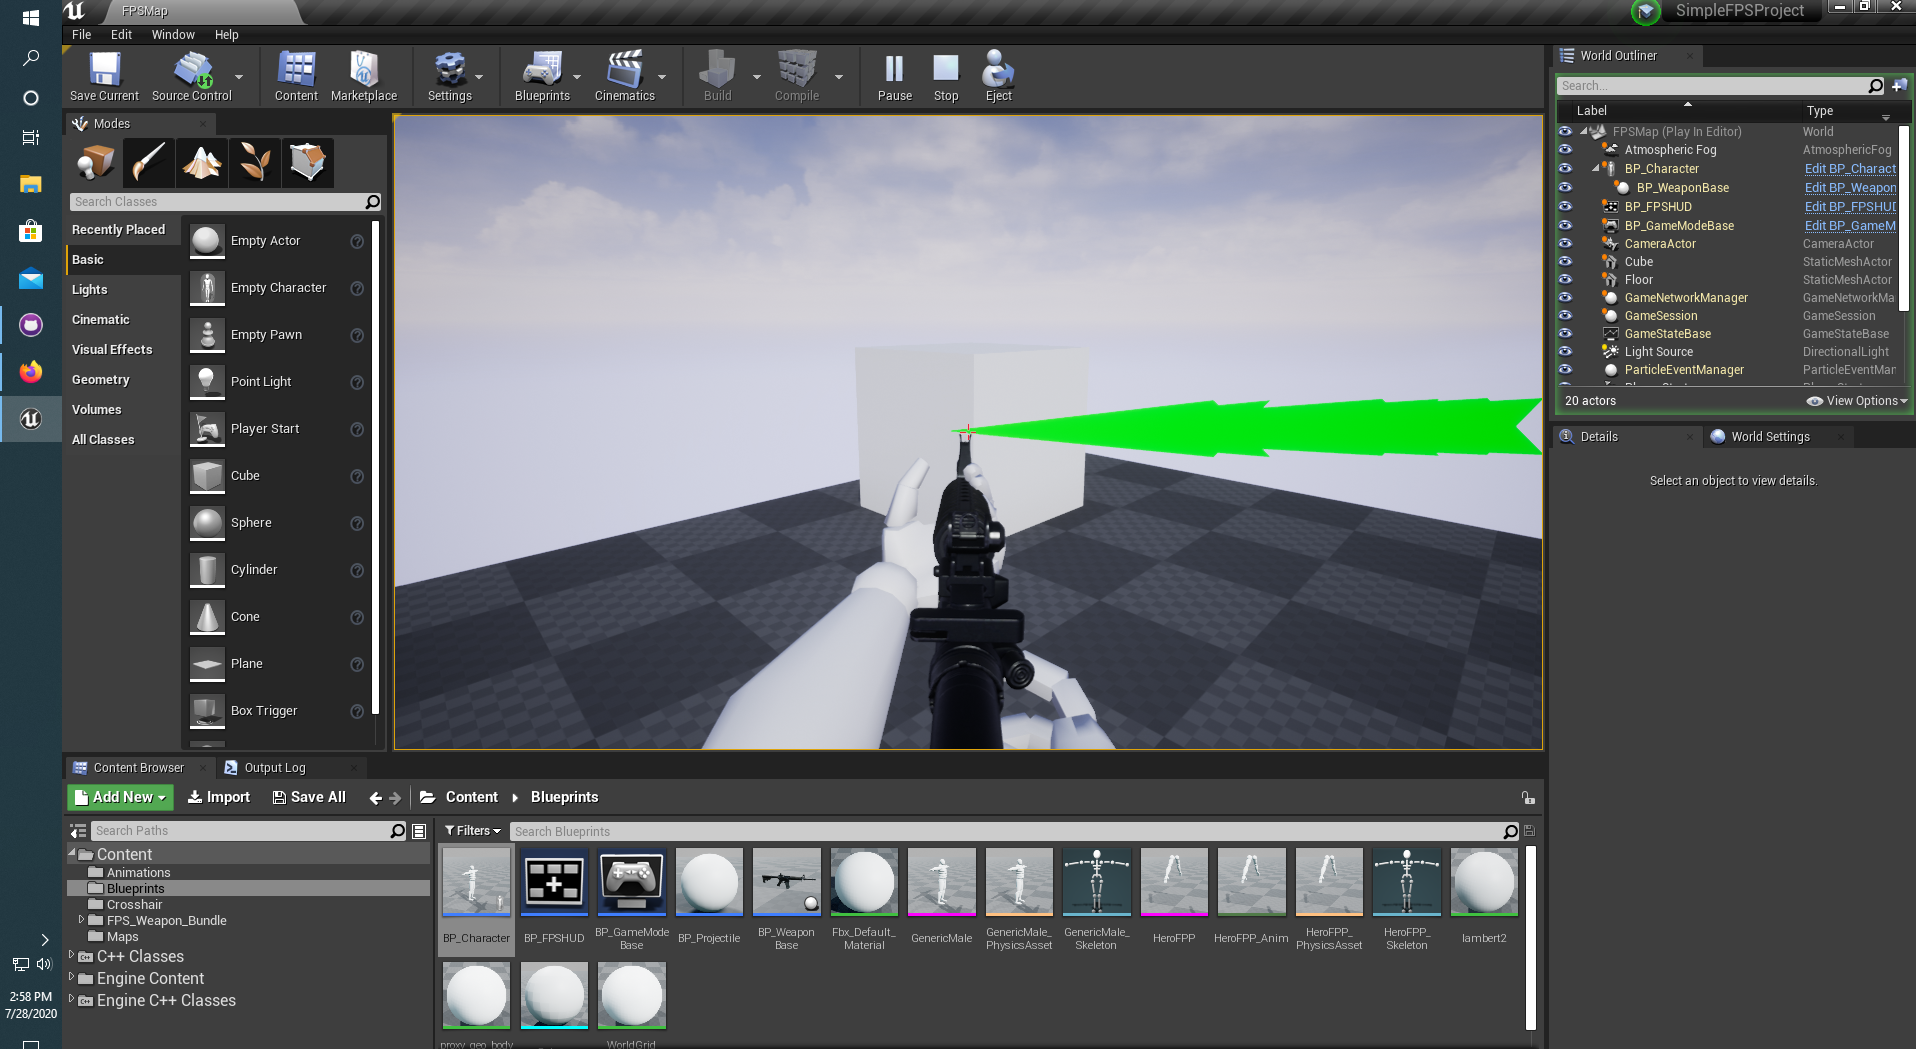 FPSMap
SimpleFPSProject
File Edit Window Help
Save Current Source Control Content Marketplace Settings Blueprints Cinematics Build Compile Pause Stop Eject
World Outliner
Search...
Label Type
Modes
Search Classes
Recently Placed
Basic
Lights
Cinematic
Visual Effects
Geometry
Volumes
All Classes
Empty Actor
Empty Character
Empty Pawn
Point Light
Player Start
Cube
Sphere
Cylinder
Cone
Plane
Box Trigger
FPSMap (Play In Editor) World
Atmospheric Fog AtmosphericFog
BP_Character Edit BP_Charact
BP_WeaponBase Edit BP_Weapon
BP_FPSHUD Edit BP_FPSHUD
BP_GameModeBase Edit BP_GameM
CameraActor CameraActor
Cube StaticMeshActor
Floor StaticMeshActor
GameNetworkManager GameNetworkMa
GameSession GameSession
GameStateBase GameStateBase
Light Source DirectionalLight
ParticleEventManager ParticleEventMan
20 actors View Options
Details World Settings
Select an object to view details.
Content Browser Output Log
Add New Import Save All Content Blueprints
Search Paths
Filters Search Blueprints
Content
Animations
Blueprints
Crosshair
FPS_Weapon_Bundle
Maps
C++ Classes
Engine Content
Engine C++ Classes
BP_Character
BP_FPSHUD
BP_GameMode
Base
BP_Projectile
BP_Weapon
Base
Fbx_Default_
Material
GenericMale
GenericMale_
PhysicsAsset
GenericMale_
Skeleton
HeroFPP
HeroFPP_Anim
HeroFPP_
PhysicsAsset
HeroFPP_
Skeleton
lambert2
proxy_geo_body
WorldGrid
2:58 PM
7/28/2020